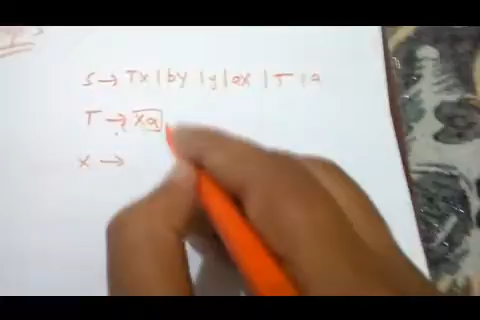 S → Tx | by | y | ax | T | a
T → xa
x →